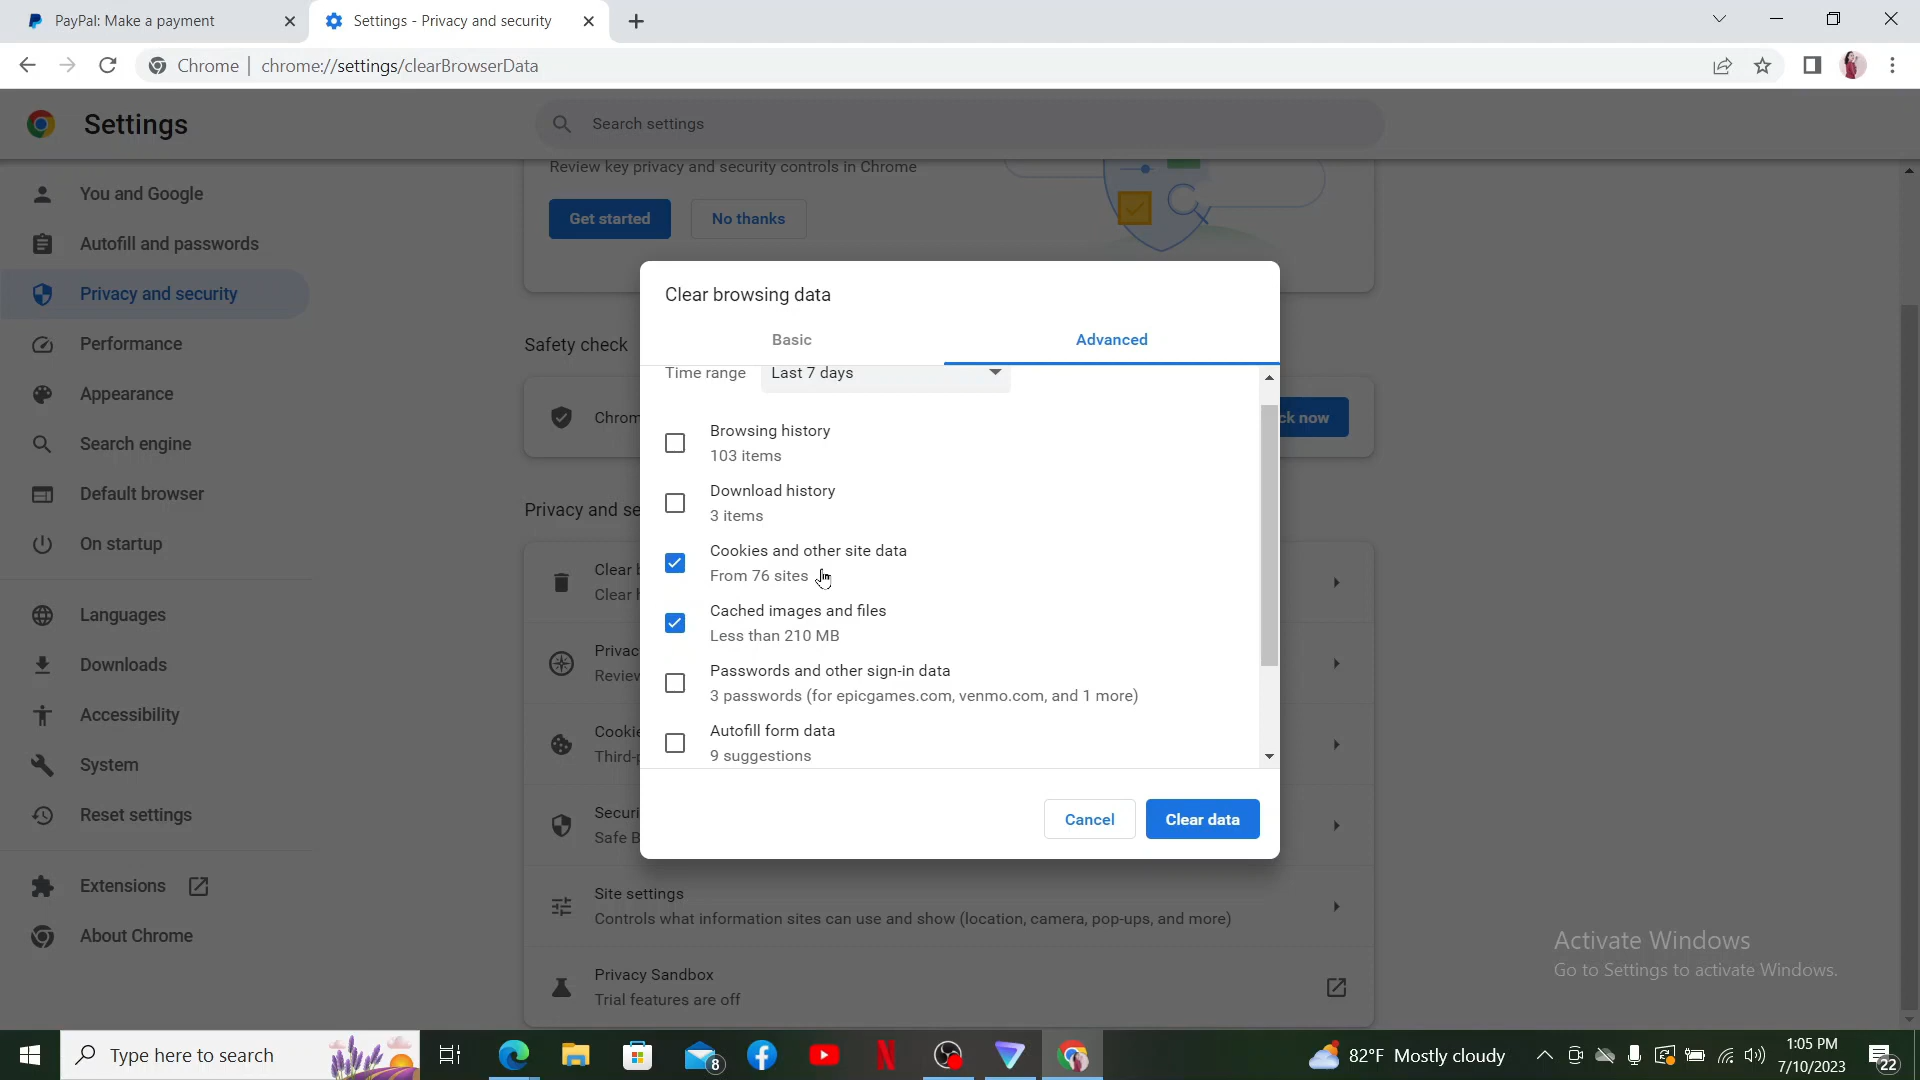 PayPal: Make a payment
Settings - Privacy and security
Chrome
chrome://settings/clearBrowserData
Settings
Search settings
You and Google
Autofill and passwords
Privacy and security
Performance
Appearance
Search engine
Default browser
On startup
Languages
Downloads
Accessibility
System
Reset settings
Extensions
About Chrome
Review key privacy and security controls in Chrome
Get started
No thanks
Safety check
Chrom
ck now
Privacy and se
Clear b
Clear h
Privac
Review
Cookie
Third-p
Securi
Safe B
Site settings
Controls what information sites can use and show (location, camera, pop-ups, and more)
Privacy Sandbox
Trial features are off
Clear browsing data
Basic
Advanced
Time range
Last 7 days
Browsing history
103 items
Download history
3 items
Cookies and other site data
From 76 sites
Cached images and files
Less than 210 MB
Passwords and other sign-in data
3 passwords (for epicgames.com, venmo.com, and 1 more)
Autofill form data
9 suggestions
Cancel
Clear data
Activate Windows
Go to Settings to activate Windows.
Type here to search
8
82°F Mostly cloudy
1:05 PM
7/10/2023
22